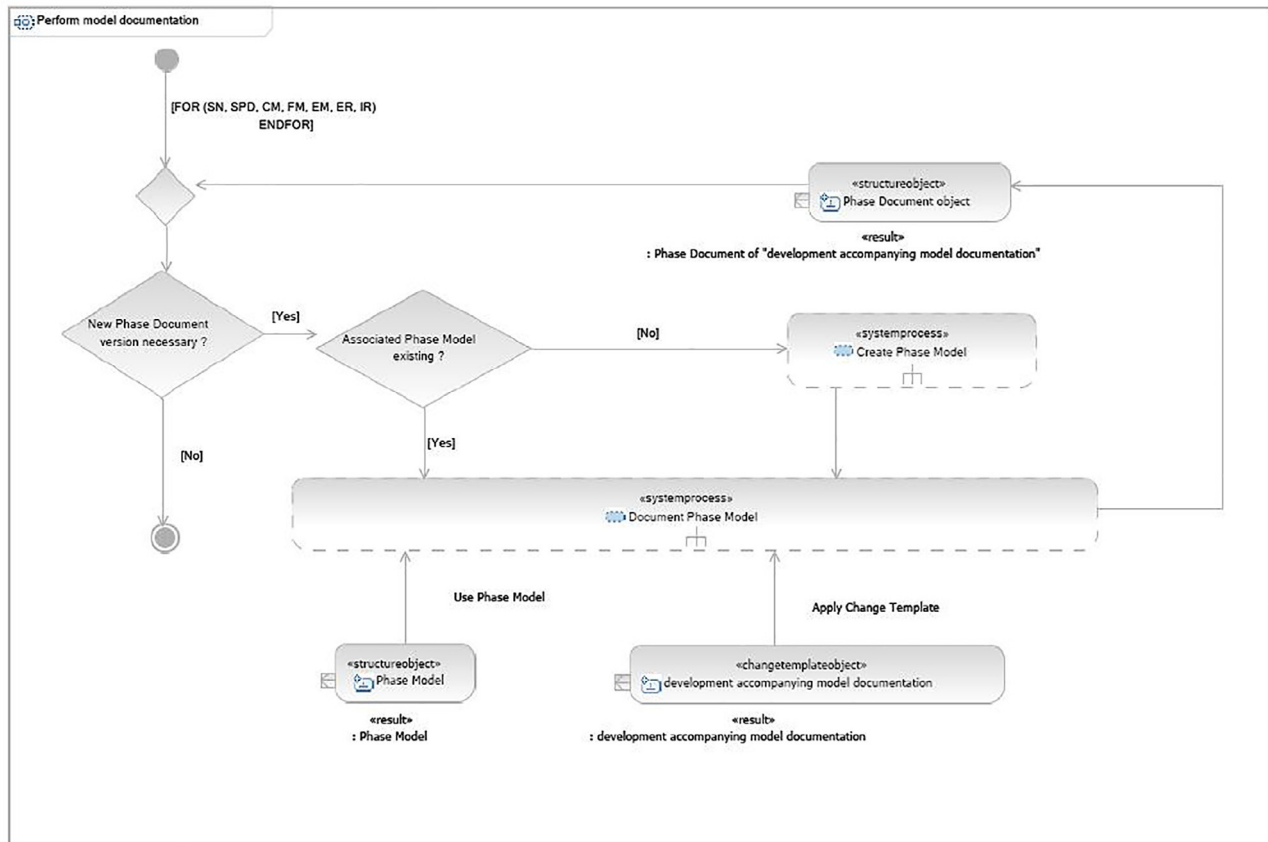 Perform model documentation
[FOR (SN, SPD, CM, FM, EM, ER, IR)
ENDFOR]
«structureobject»
Phase Document object
«result»
: Phase Document of "development accompanying model documentation"
New Phase Document
version necessary ?
[Yes]
Associated Phase Model
existing ?
[No]
«systemprocess»
Create Phase Model
[No]
[Yes]
«systemprocess»
Document Phase Model
Use Phase Model
Apply Change Template
«structureobject»
Phase Model
«result»
: Phase Model
«changetemplateobject»
development accompanying model documentation
«result»
: development accompanying model documentation